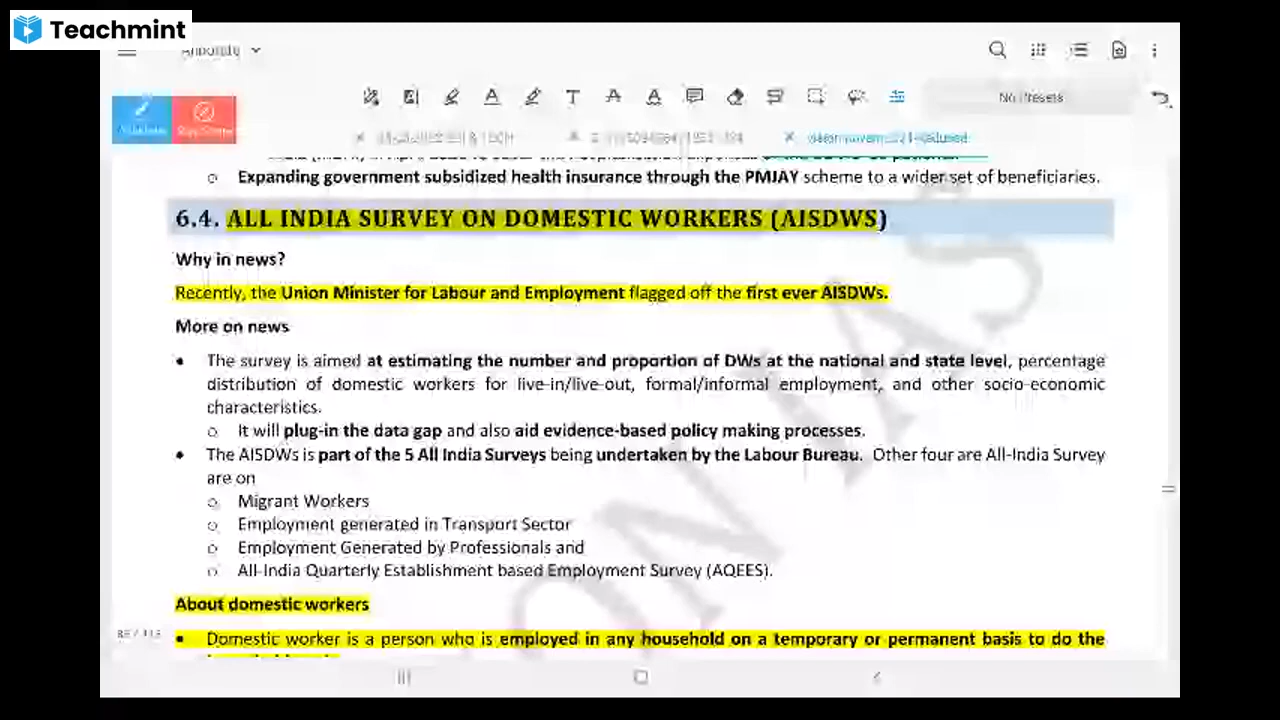 Teachmint
Annotate
No Presets
Expanding government subsidized health insurance through the PMJAY scheme to a wider set of beneficiaries.
6.4. ALL INDIA SURVEY ON DOMESTIC WORKERS (AISDWS)
Why in news?
Recently, the Union Minister for Labour and Employment flagged off the first ever AISDWs.
More on news
The survey is aimed at estimating the number and proportion of DWs at the national and state level, percentage
distribution of domestic workers for live-in/live-out, formal/informal employment, and other socio-economic
characteristics.
It will plug-in the data gap and also aid evidence-based policy making processes.
The AISDWs is part of the 5 All India Surveys being undertaken by the Labour Bureau. Other four are All-India Survey
are on
Migrant Workers
Employment generated in Transport Sector
Employment Generated by Professionals and
All-India Quarterly Establishment based Employment Survey (AQEES).
About domestic workers
Domestic worker is a person who is employed in any household on a temporary or permanent basis to do the